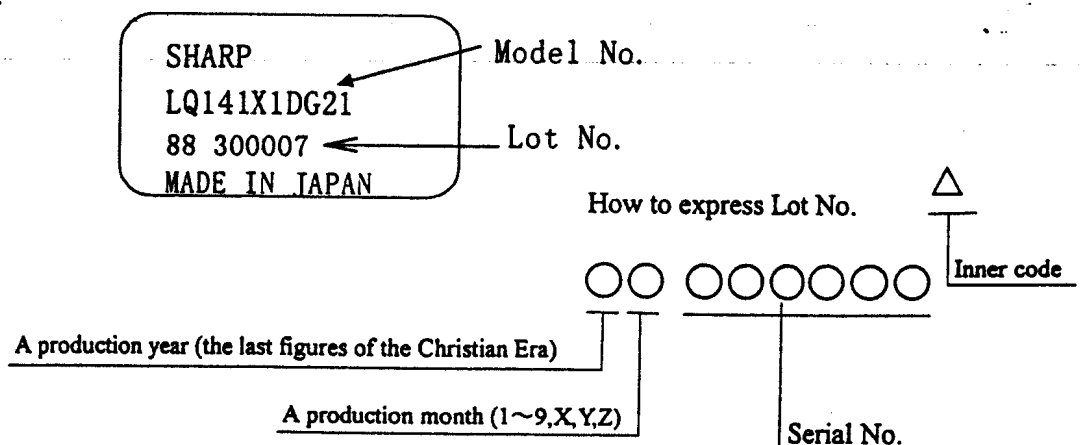 SHARP
Model No.
LQ141X1DG21
88 300007
Lot No.
MADE IN JAPAN
How to express Lot No.
△
○○ ○○○○○○
Inner code
A production year (the last figures of the Christian Era)
A production month (1～9,X,Y,Z)
Serial No.